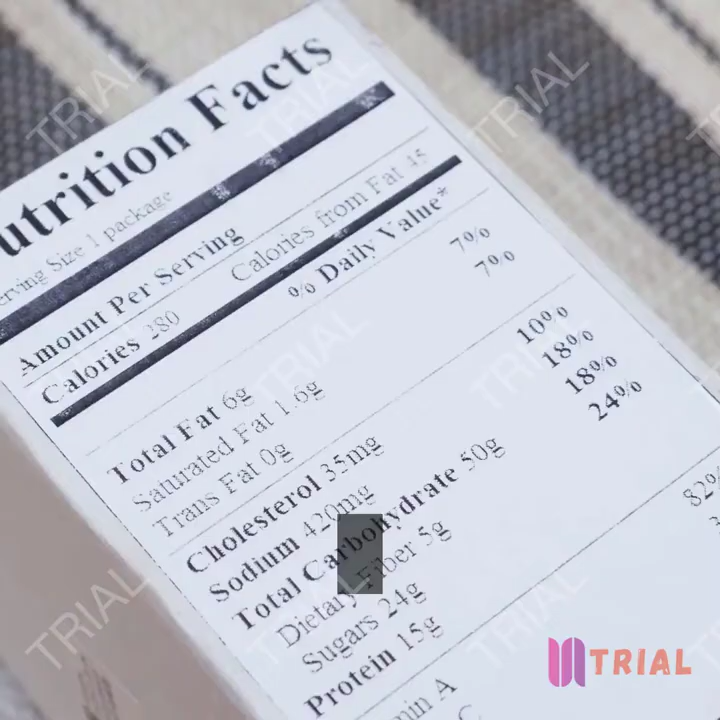 utrition Facts
erving Size 1 package
Amount Per Serving
Calories 280 Calories from Fat 45
% Daily Value*
Total Fat 6g 7%
Saturated Fat 1.6g 7%
Trans Fat 0g
Cholesterol 35mg 10%
Sodium 420mg 18%
Total Carbohydrate 50g 18%
Dietary Fiber 5g 24%
Sugars 24g
Protein 15g
min A 82%
C
TRIAL